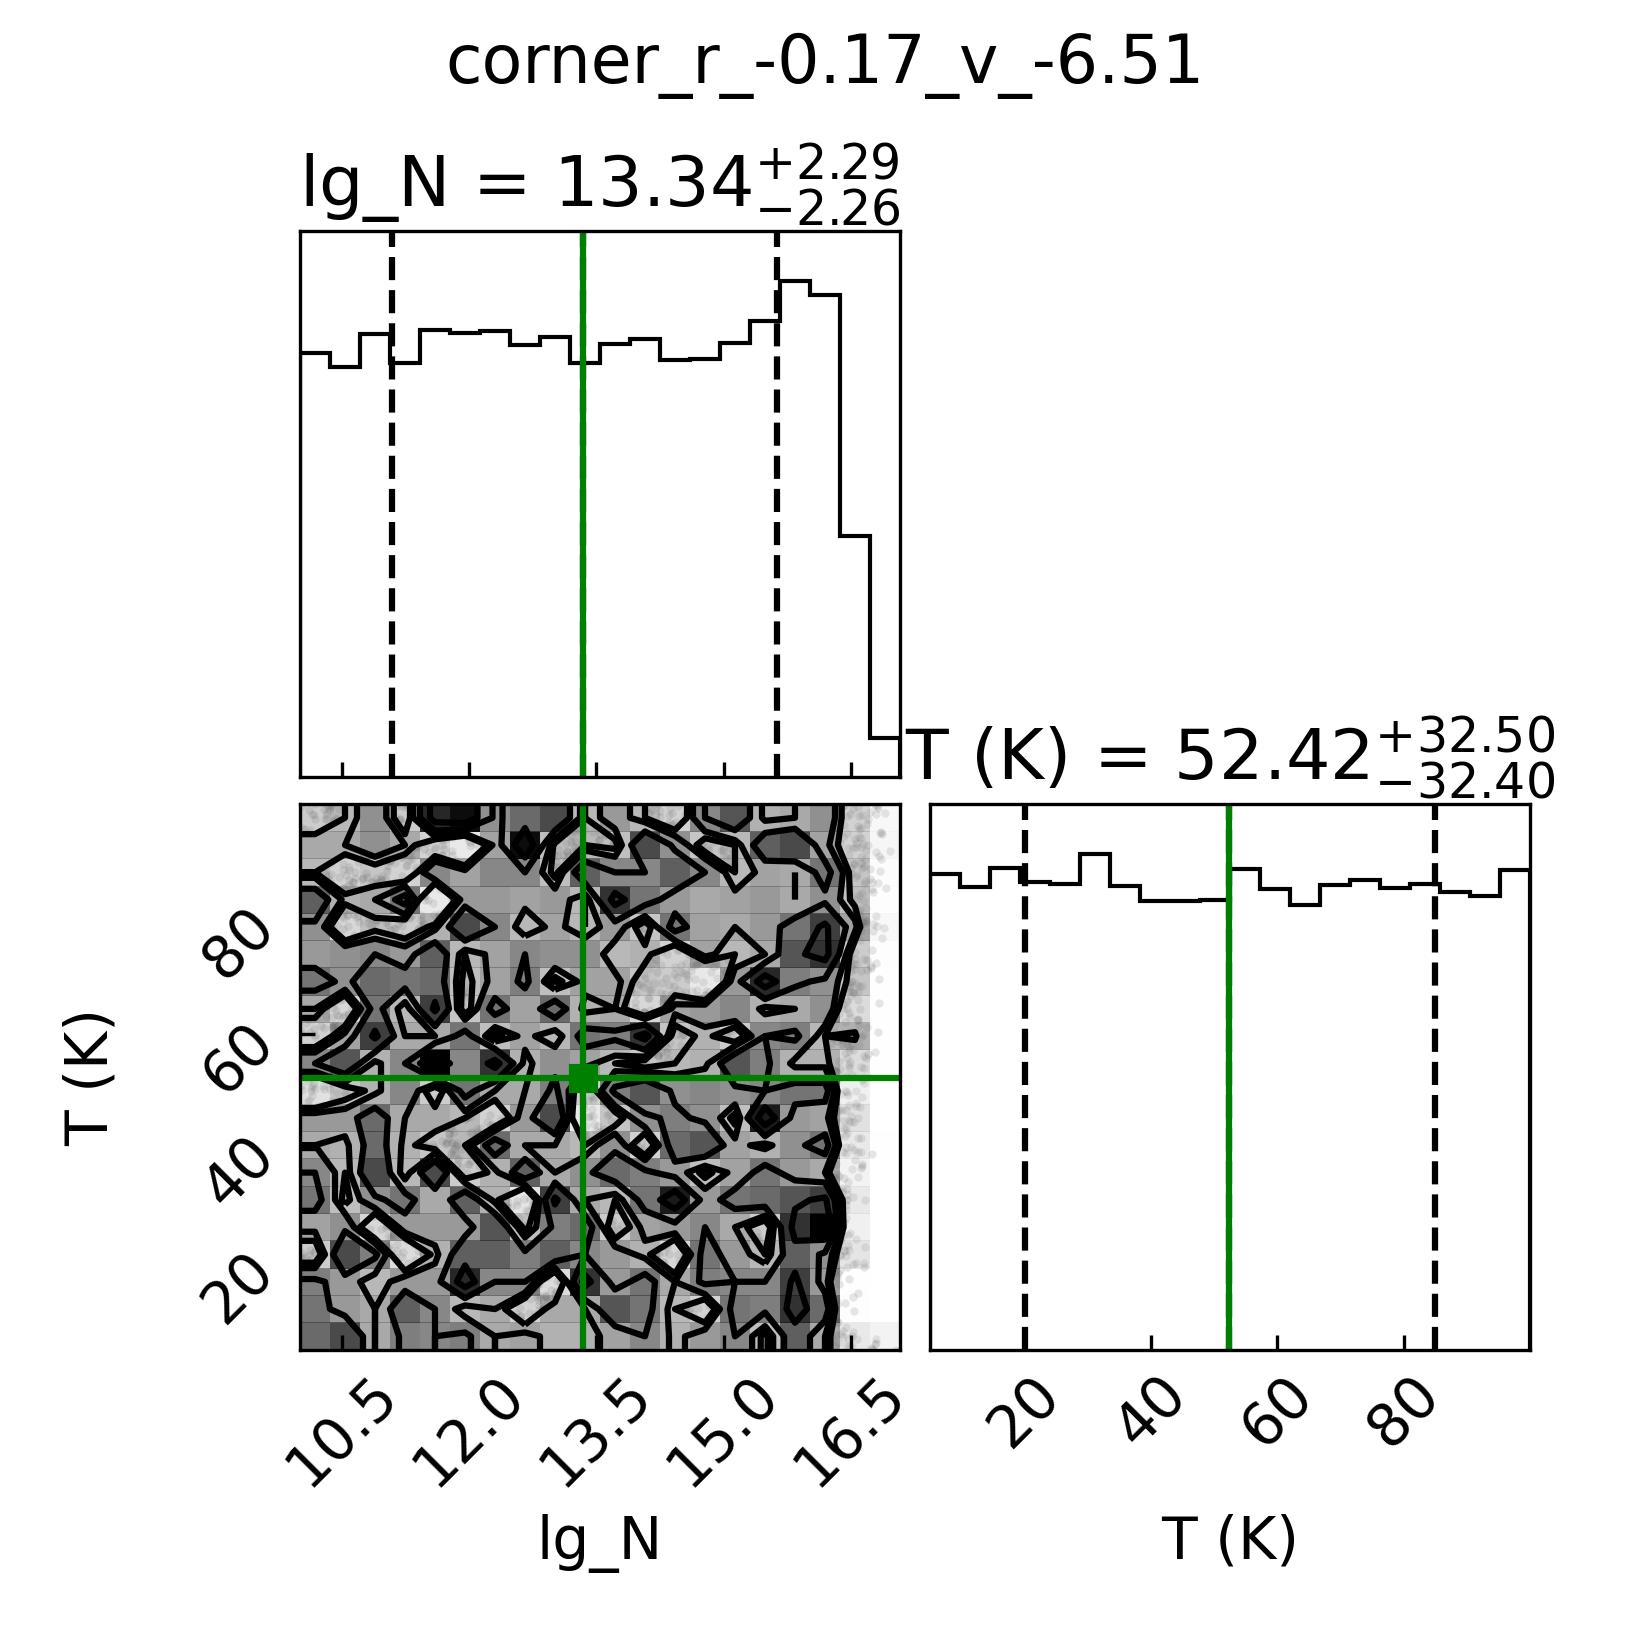 corner_r_-0.17_v_-6.51
lg_N = 13.34+2.29−2.26
T (K) = 52.42+32.50−32.40
T (K)
80
60
40
20
10.5 12.0 13.5 15.0 16.5
lg_N
20 40 60 80
T (K)